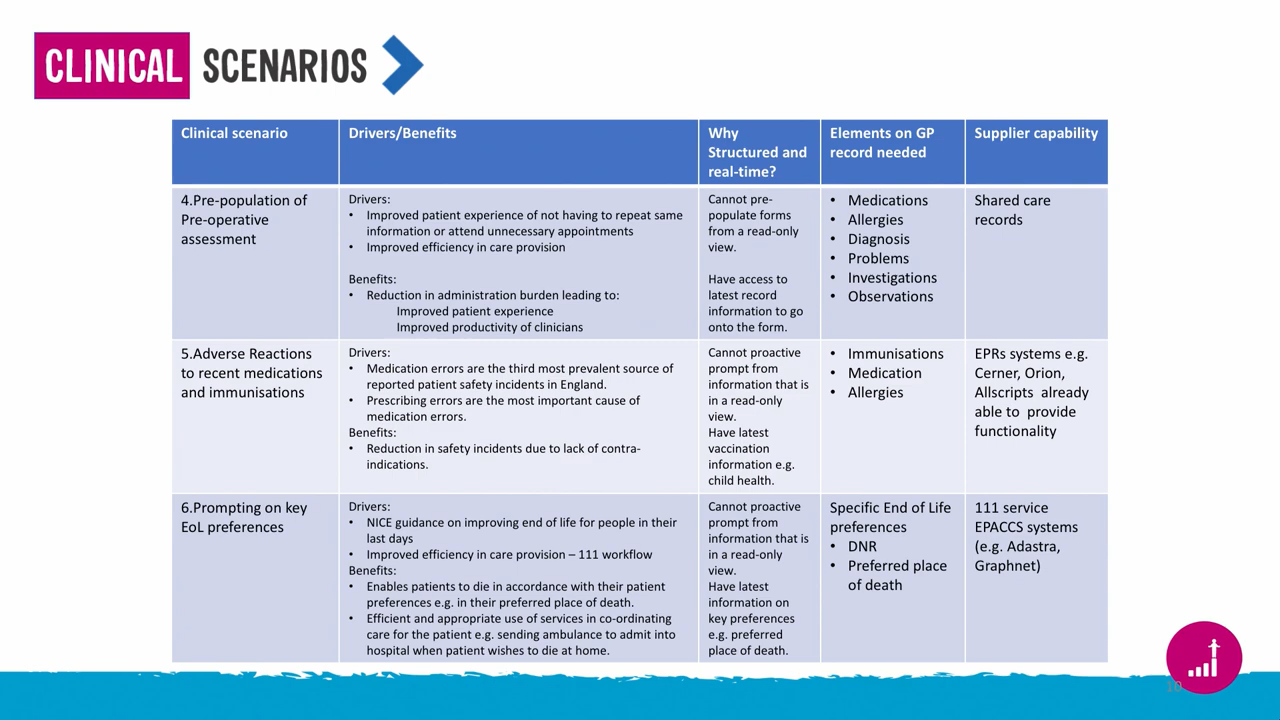 CLINICAL SCENARIOS
Clinical scenario
Drivers/Benefits
Why
Structured and
real-time?
Elements on GP
record needed
Supplier capability
4.Pre-population of
Pre-operative
assessment
Drivers:
• Improved patient experience of not having to repeat same
information or attend unnecessary appointments
• Improved efficiency in care provision
Benefits:
• Reduction in administration burden leading to:
Improved patient experience
Improved productivity of clinicians
Cannot pre-
populate forms
from a read-only
view.
Have access to
latest record
information to go
onto the form.
• Medications
• Allergies
• Diagnosis
• Problems
• Investigations
• Observations
Shared care
records
5.Adverse Reactions
to recent medications
and immunisations
Drivers:
• Medication errors are the third most prevalent source of
reported patient safety incidents in England.
• Prescribing errors are the most important cause of
medication errors.
Benefits:
• Reduction in safety incidents due to lack of contra-
indications.
Cannot proactive
prompt from
information that is
in a read-only
view.
Have latest
vaccination
information e.g.
child health.
• Immunisations
• Medication
• Allergies
EPRs systems e.g.
Cerner, Orion,
Allscripts already
able to provide
functionality
6.Prompting on key
EoL preferences
Drivers:
• NICE guidance on improving end of life for people in their
last days
• Improved efficiency in care provision – 111 workflow
Benefits:
• Enables patients to die in accordance with their patient
preferences e.g. in their preferred place of death.
• Efficient and appropriate use of services in co-ordinating
care for the patient e.g. sending ambulance to admit into
hospital when patient wishes to die at home.
Cannot proactive
prompt from
information that is
in a read-only
view.
Have latest
information on
key preferences
e.g. preferred
place of death.
Specific End of Life
preferences
• DNR
• Preferred place
of death
111 service
EPACCS systems
(e.g. Adastra,
Graphnet)
10